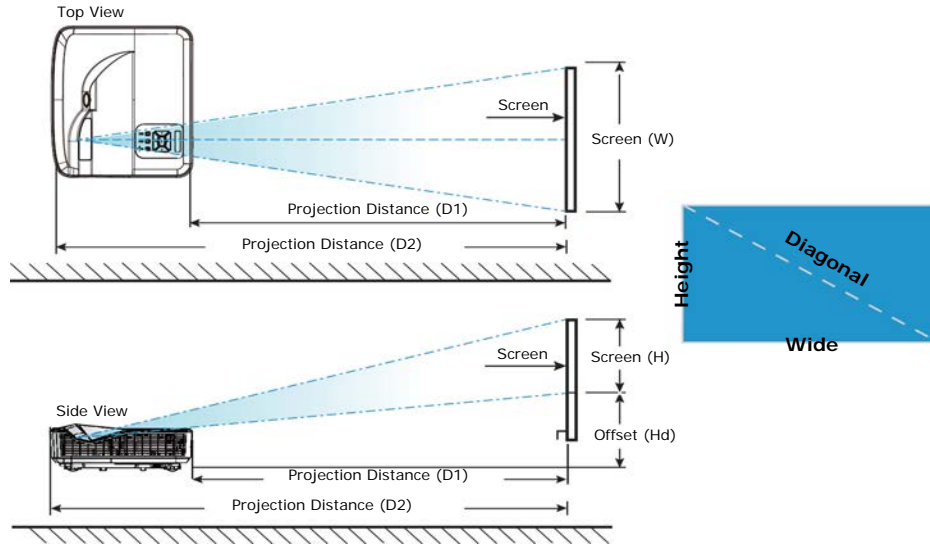 Top View
Screen
Screen (W)
Projection Distance (D1)
Projection Distance (D2)
Height
Diagonal
Wide
Side View
Screen
Screen (H)
Offset (Hd)
Projection Distance (D1)
Projection Distance (D2)